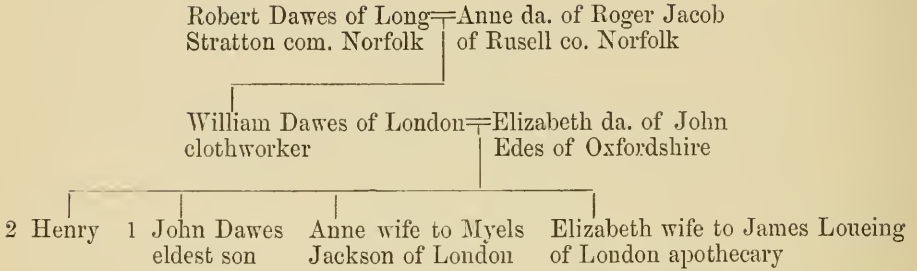 Robert Dawes of Long Anne da. of Roger Jacob
Stratton com. Norfolk of Rusell co. Norfolk
William Dawes of London Elizabeth da. of John
clothworker Edes of Oxfordshire
2 Henry 1 John Dawes Anne wife to Myels Elizabeth wife to James Loueing
eldest son Jackson of London of London apothecary